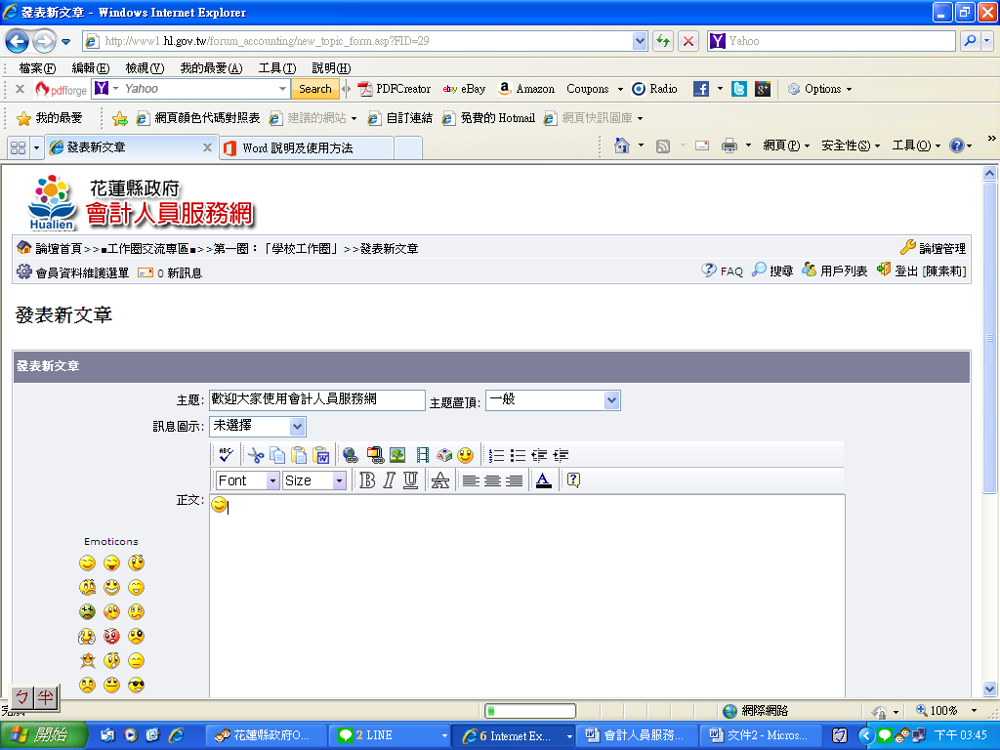 發表新文章 - Windows Internet Explorer
http://www1.hl.gov.tw/forum_accounting/new_topic_form.asp?FID=29
Yahoo
檔案(F) 編輯(E) 檢視(V) 我的最愛(A) 工具(T) 說明(H)
pdfforge Yahoo Search PDFCreator eBay Amazon Coupons Radio Options
我的最愛 網頁顏色代碼對照表 建議的網站 自訂連結 免費的 Hotmail 網頁快訊圖庫
發表新文章 Word 說明及使用方法 網頁(P) 安全性(S) 工具(O)
Hualien 花蓮縣政府
會計人員服務網
論壇首頁>>■工作圈交流專區■>>第一圈：「學校工作圈」>>發表新文章 論壇管理
會員資料維護選單 0 新訊息 FAQ 搜尋 用戶列表 登出 [陳素莉]
發表新文章
發表新文章
主題: 歡迎大家使用會計人員服務網 主題置頂: 一般
訊息圖示: 未選擇
ABC
Font Size B I U A A ?
正文:
Emoticons
ㄅ 半
網際網路 100%
開始 花蓮縣政府O... 2 LINE 6 Internet Ex... 會計人員服務... 文件2 - Micros... 下午 03:45